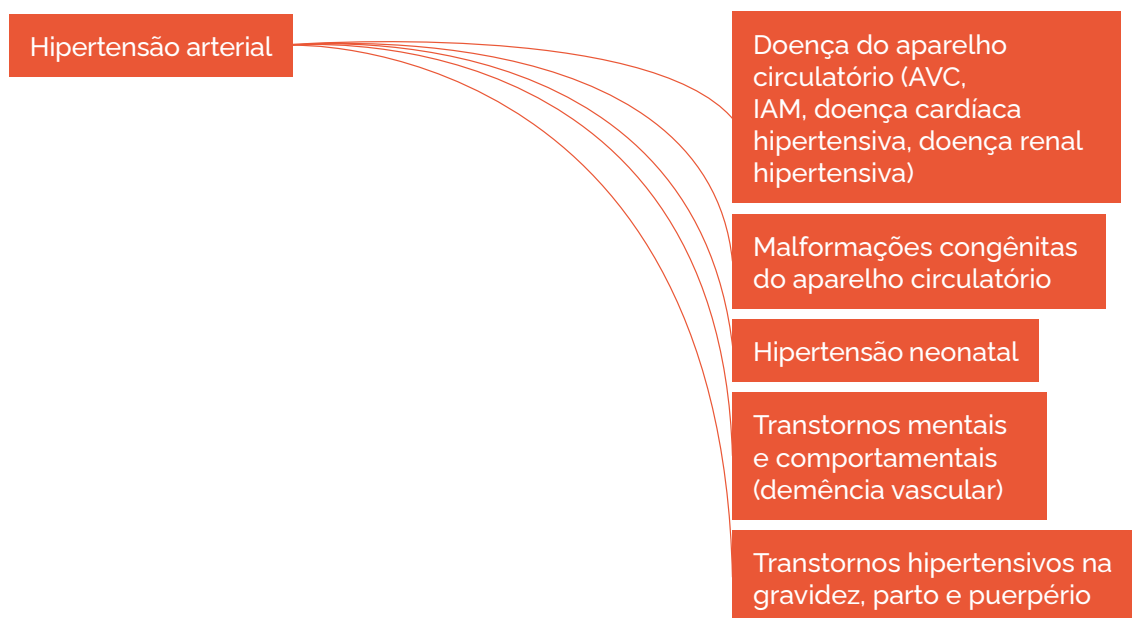 Hipertensão arterial
Doença do aparelho
circulatório (AVC,
IAM, doença cardíaca
hipertensiva, doença renal
hipertensiva)
Malformações congênitas
do aparelho circulatório
Hipertensão neonatal
Transtornos mentais
e comportamentais
(demência vascular)
Transtornos hipertensivos na
gravidez, parto e puerpério